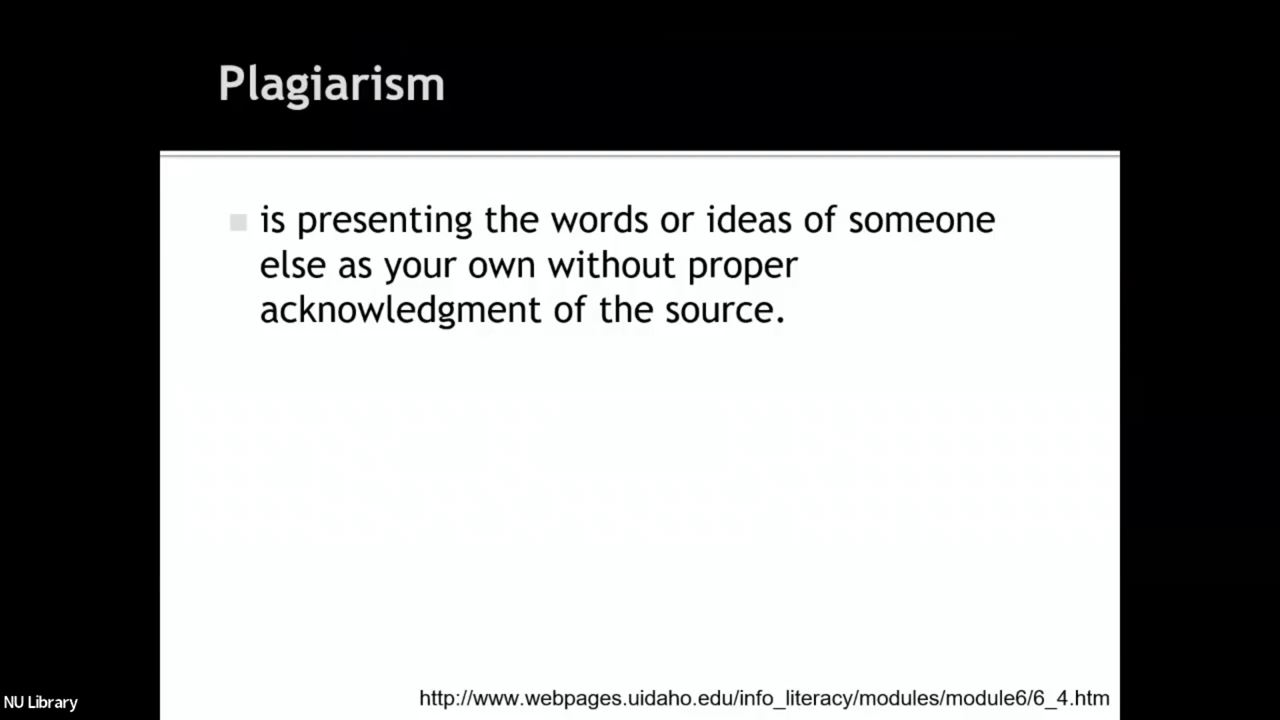 Plagiarism
is presenting the words or ideas of someone
else as your own without proper
acknowledgment of the source.
http://www.webpages.uidaho.edu/info_literacy/modules/module6/6_4.htm
NU Library